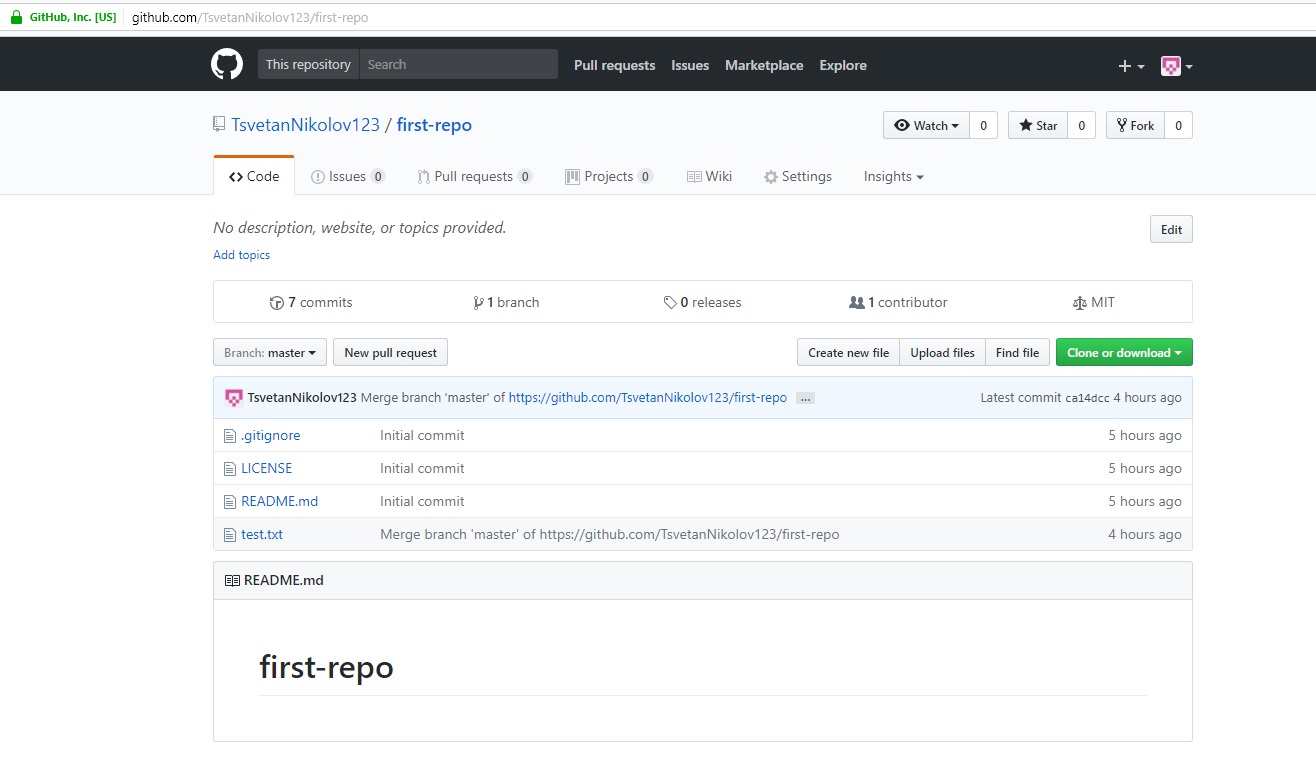 GitHub, Inc. [US] github.com/TsvetanNikolov123/first-repo
This repository Search Pull requests Issues Marketplace Explore
TsvetanNikolov123 / first-repo Watch 0 Star 0 Fork 0
Code Issues 0 Pull requests 0 Projects 0 Wiki Settings Insights
No description, website, or topics provided. Edit
Add topics
7 commits 1 branch 0 releases 1 contributor MIT
Branch: master New pull request Create new file Upload files Find file Clone or download
TsvetanNikolov123 Merge branch 'master' of https://github.com/TsvetanNikolov123/first-repo ... Latest commit ca14dcc 4 hours ago
.gitignore Initial commit 5 hours ago
LICENSE Initial commit 5 hours ago
README.md Initial commit 5 hours ago
test.txt Merge branch 'master' of https://github.com/TsvetanNikolov123/first-repo 4 hours ago
README.md
first-repo